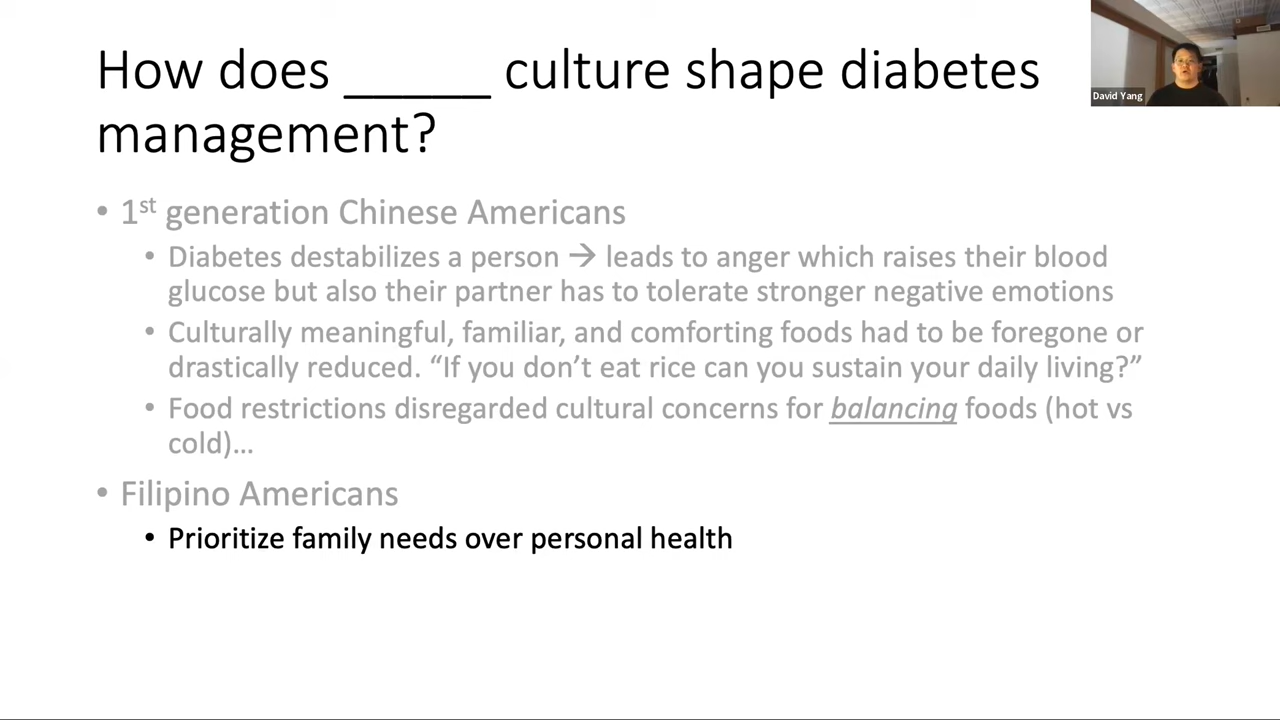 How does _____ culture shape diabetes
management?
David Yang
• 1st generation Chinese Americans
• Diabetes destabilizes a person → leads to anger which raises their blood
glucose but also their partner has to tolerate stronger negative emotions
• Culturally meaningful, familiar, and comforting foods had to be foregone or
drastically reduced. “If you don’t eat rice can you sustain your daily living?”
• Food restrictions disregarded cultural concerns for balancing foods (hot vs
cold)…
• Filipino Americans
• Prioritize family needs over personal health